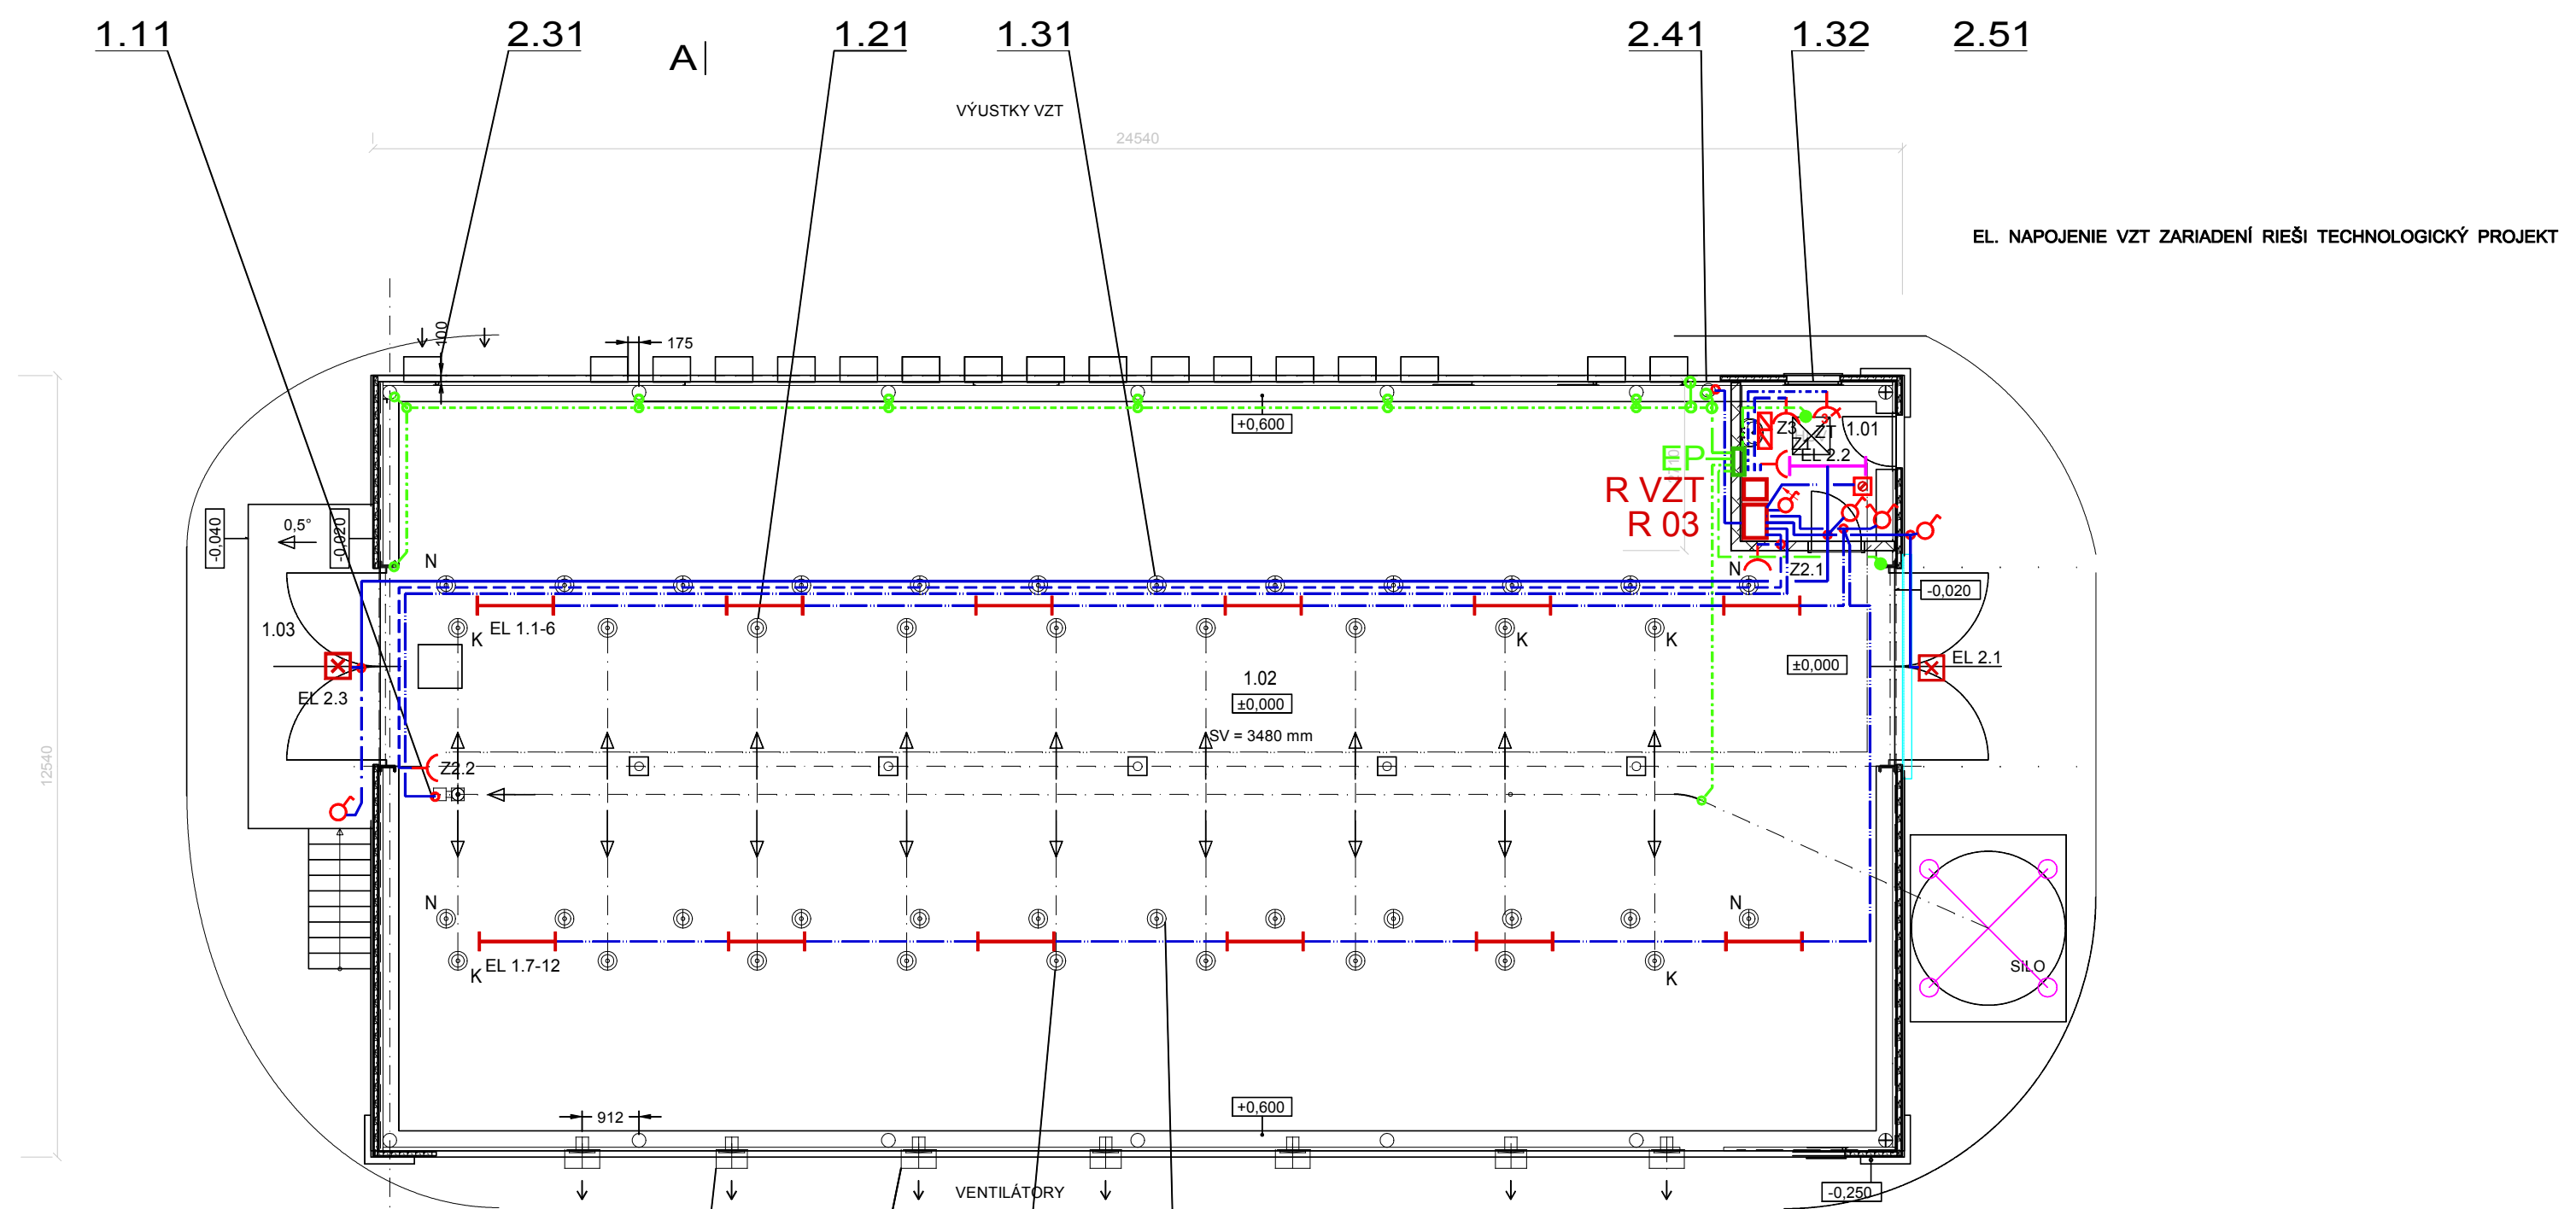 1.11
2.31
A
1.21
1.31
2.41
1.32
2.51
VÝUSTKY VZT
24540
EL. NAPOJENIE VZT ZARIADENÍ RIEŠI TECHNOLOGICKÝ PROJEKT
100
175
+0,600
Z3
ZT
1.01
Z1
EL 2.2
EP
R VZT
R 03
-0,040
0,5°
-0,020
N
N
Z2.1
-0,020
1.03
EL 1.1-6
K
K
K
EL 2.3
1.02
±0,000
±0,000
EL 2.1
SV = 3480 mm
12540
Z2.2
N
N
K
EL 1.7-12
K
SILO
912
+0,600
VENTILÁTORY
-0,250